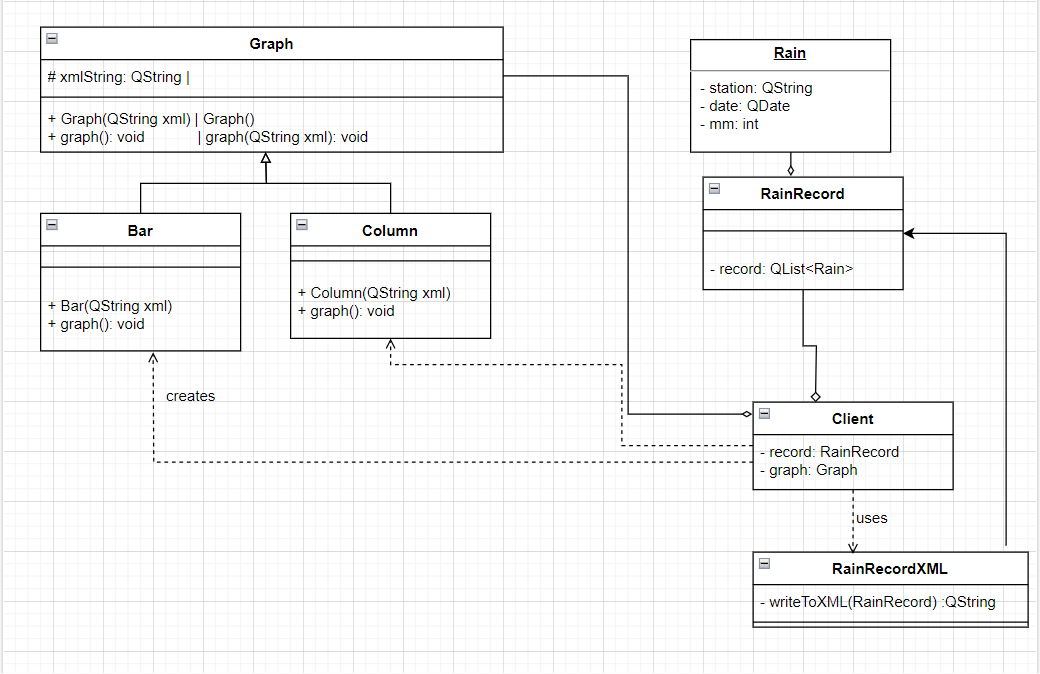 Graph
# xmlString: QString |
+ Graph(QString xml) | Graph()
+ graph(): void | graph(QString xml): void
Rain
- station: QString
- date: QDate
- mm: int
RainRecord
- record: QList<Rain>
Bar
+ Bar(QString xml)
+ graph(): void
Column
+ Column(QString xml)
+ graph(): void
creates
Client
- record: RainRecord
- graph: Graph
uses
RainRecordXML
- writeToXML(RainRecord) :QString